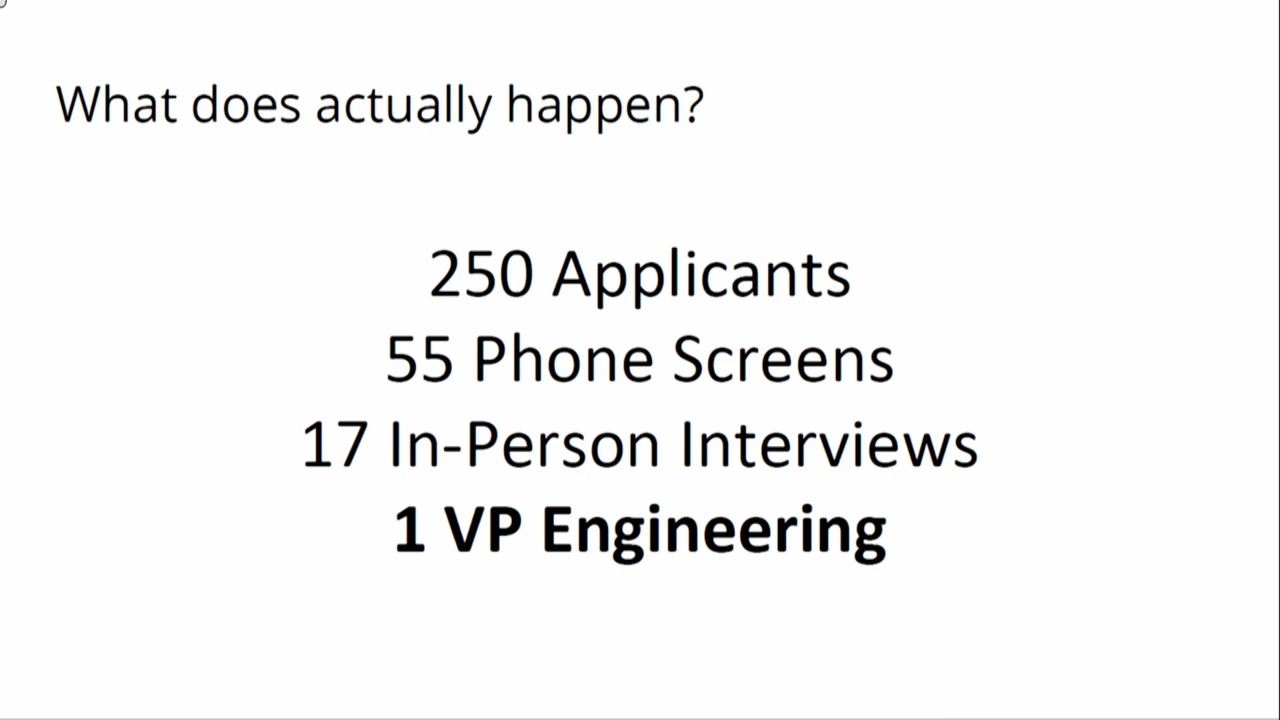 What does actually happen?
250 Applicants
55 Phone Screens
17 In-Person Interviews
1 VP Engineering